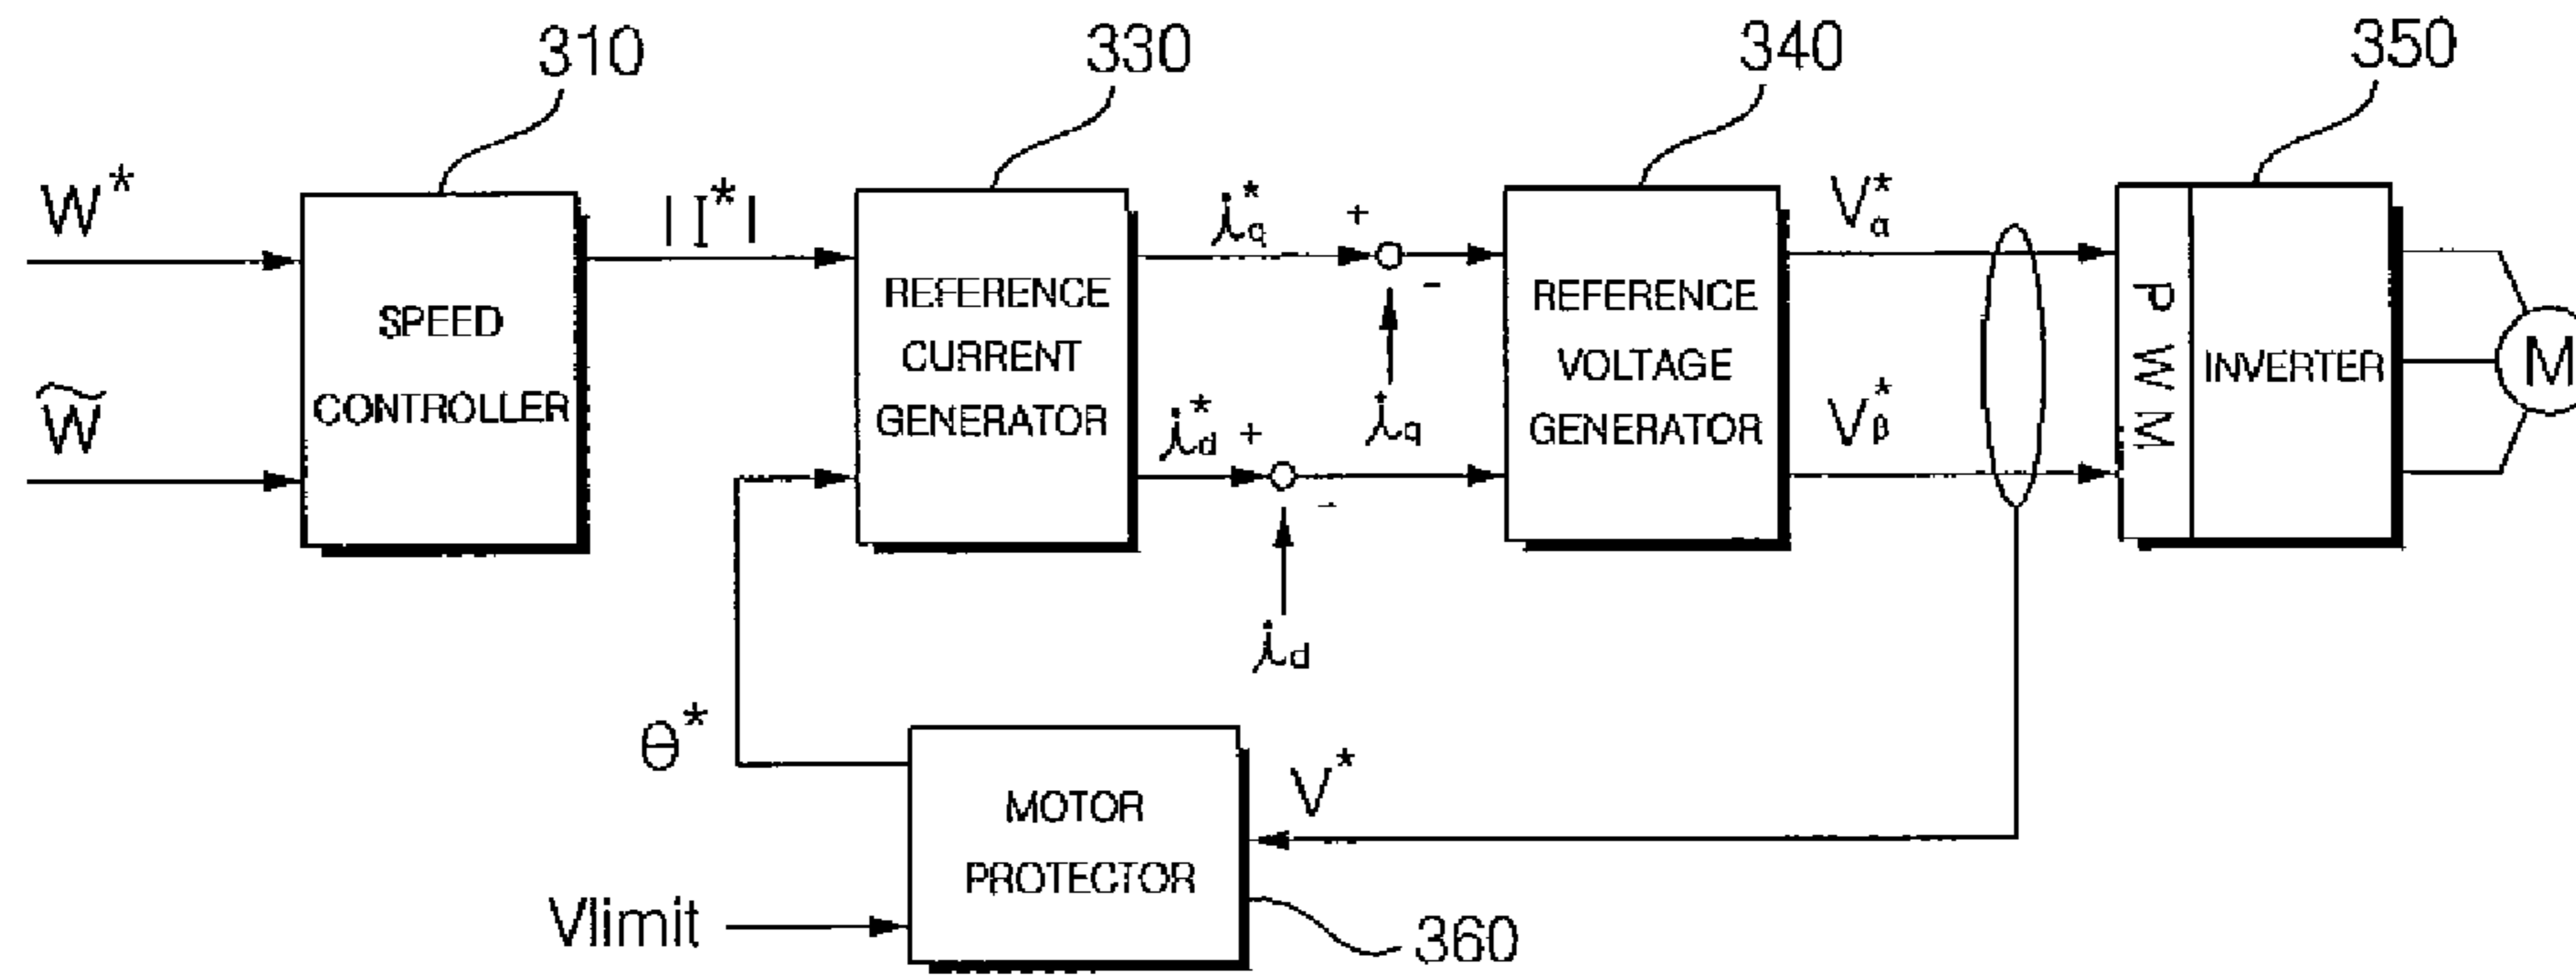 310
330
340
350
W*
|I*|
i*q
+
V*α
-
SPEED
CONTROLLER
REFERENCE
CURRENT
GENERATOR
REFERENCE
VOLTAGE
GENERATOR
PWM
INVERTER
M
W̃
i*d
+
iq
V*β
-
id
θ*
MOTOR
PROTECTOR
V*
Vlimit
360